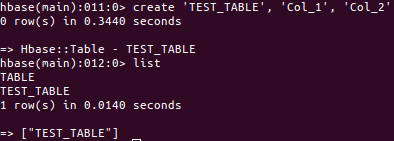 hbase(main):011:0> create 'TEST_TABLE', 'Col_1', 'Col_2'
0 row(s) in 0.3440 seconds

=> Hbase::Table - TEST_TABLE
hbase(main):012:0> list
TABLE
TEST_TABLE
1 row(s) in 0.0140 seconds

=> ["TEST_TABLE"]